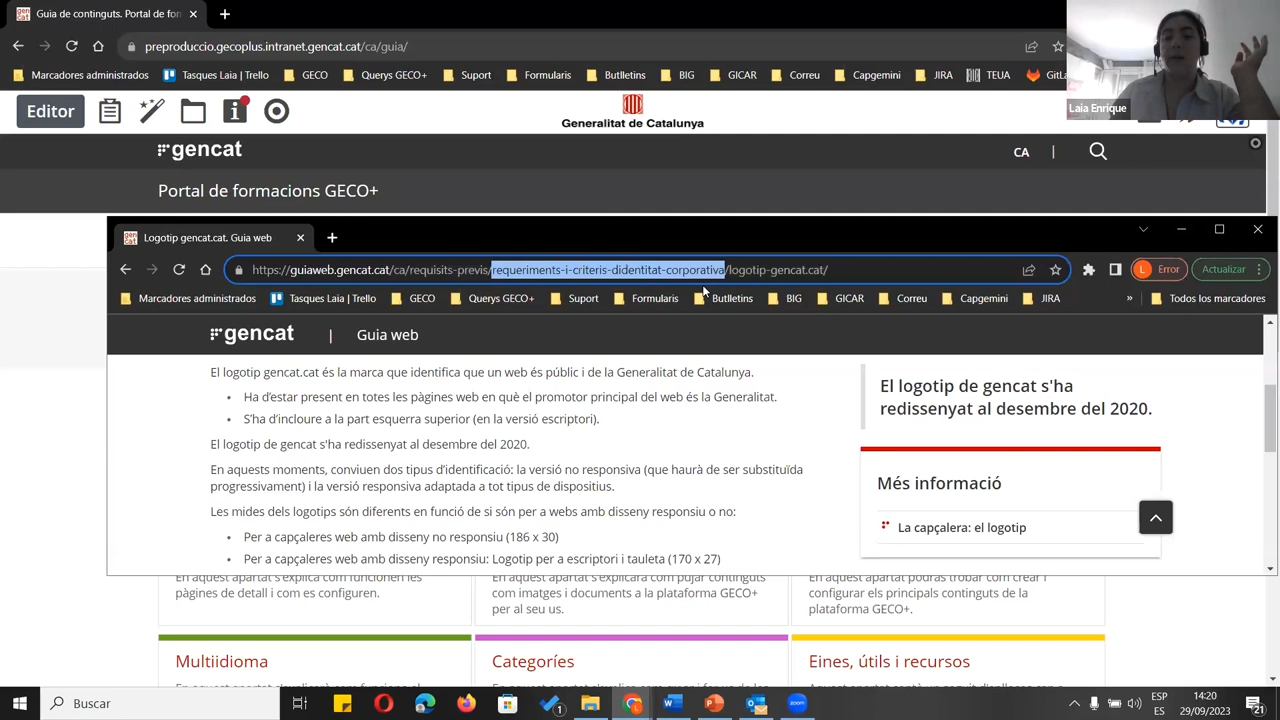 Guia de continguts. Portal de for
preproduccio.gecoplus.intranet.gencat.cat/ca/guia/
Marcadores administrados
Tasques Laia | Trello
GECO
Querys GECO+
Suport
Formularis
Butlletins
BIG
GICAR
Correu
Capgemini
JIRA
TEUA
GitLa
Laia Enrique
Editor
Generalitat de Catalunya
gencat
CA
Portal de formacions GECO+
Logotip gencat.cat. Guia web
https://guiaweb.gencat.cat/ca/requisits-previs/requeriments-i-criteris-didentitat-corporativa/logotip-gencat.cat/
L
Error
Actualizar
Marcadores administrados
Tasques Laia | Trello
GECO
Querys GECO+
Suport
Formularis
Butlletins
BIG
GICAR
Correu
Capgemini
JIRA
»
Todos los marcadores
gencat | Guia web
El logotip gencat.cat és la marca que identifica que un web és públic i de la Generalitat de Catalunya.
• Ha d'estar present en totes les pàgines web en què el promotor principal del web és la Generalitat.
• S'ha d'incloure a la part esquerra superior (en la versió escriptori).
El logotip de gencat s'ha redissenyat al desembre del 2020.
En aquests moments, conviuen dos tipus d'identificació: la versió no responsiva (que haurà de ser substituïda
progressivament) i la versió responsiva adaptada a tot tipus de dispositius.
Les mides dels logotips són diferents en funció de si són per a webs amb disseny responsiu o no:
• Per a capçaleres web amb disseny no responsiu (186 x 30)
• Per a capçaleres web amb disseny responsiu: Logotip per a escriptori i tauleta (170 x 27)
El logotip de gencat s'ha
redissenyat al desembre del 2020.
Més informació
La capçalera: el logotip
En aquest apartat s'explica com funcionen les
pàgines de detall i com es configuren.
En aquest apartat s'explicarà com pujar continguts
com imatges i documents a la plataforma GECO+
per al seu us.
En aquest apartat podràs trobar com crear i
configurar els principals continguts de la
plataforma GECO+.
Multiidioma
Categoríes
Eines, útils i recursos
Buscar
ESP
ES
14:20
29/09/2023
21